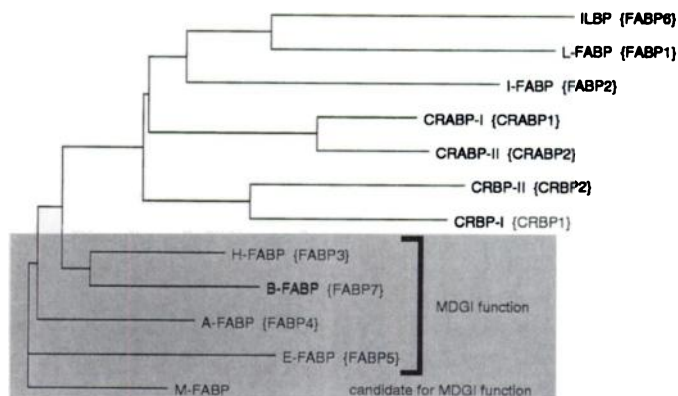 ILBP {FABP6}
L-FABP {FABP1}
I-FABP {FABP2}
CRABP-I {CRABP1}
CRABP-II {CRABP2}
CRBP-II {CRBP2}
CRBP-I {CRBP1}
H-FABP {FABP3}
B-FABP {FABP7}
MDGI function
A-FABP {FABP4}
E-FABP {FABP5}
M-FABP candidate for MDGI function